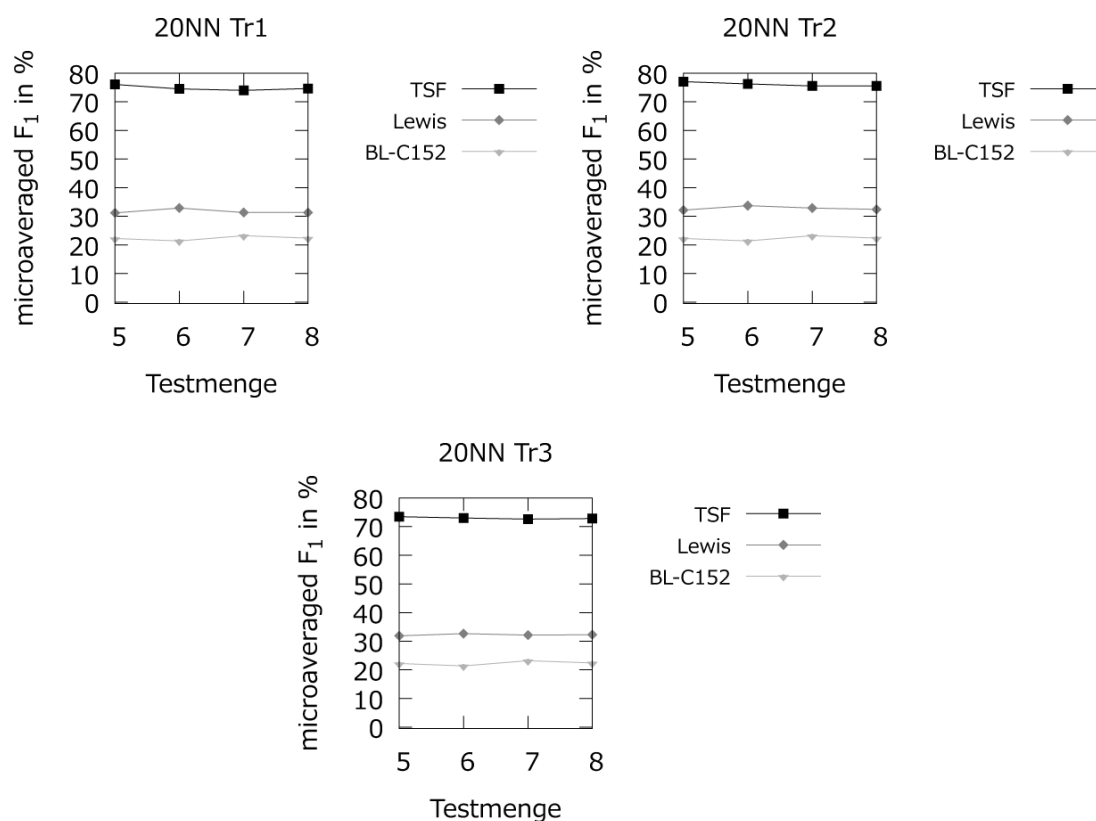 20NN Tr1
microaveraged F₁ in %
80
70
60
50
40
30
20
10
0
5 6 7 8
Testmenge
TSF
Lewis
BL-C152
20NN Tr2
microaveraged F₁ in %
80
70
60
50
40
30
20
10
0
5 6 7 8
Testmenge
TSF
Lewis
BL-C152
20NN Tr3
microaveraged F₁ in %
80
70
60
50
40
30
20
10
0
5 6 7 8
Testmenge
TSF
Lewis
BL-C152